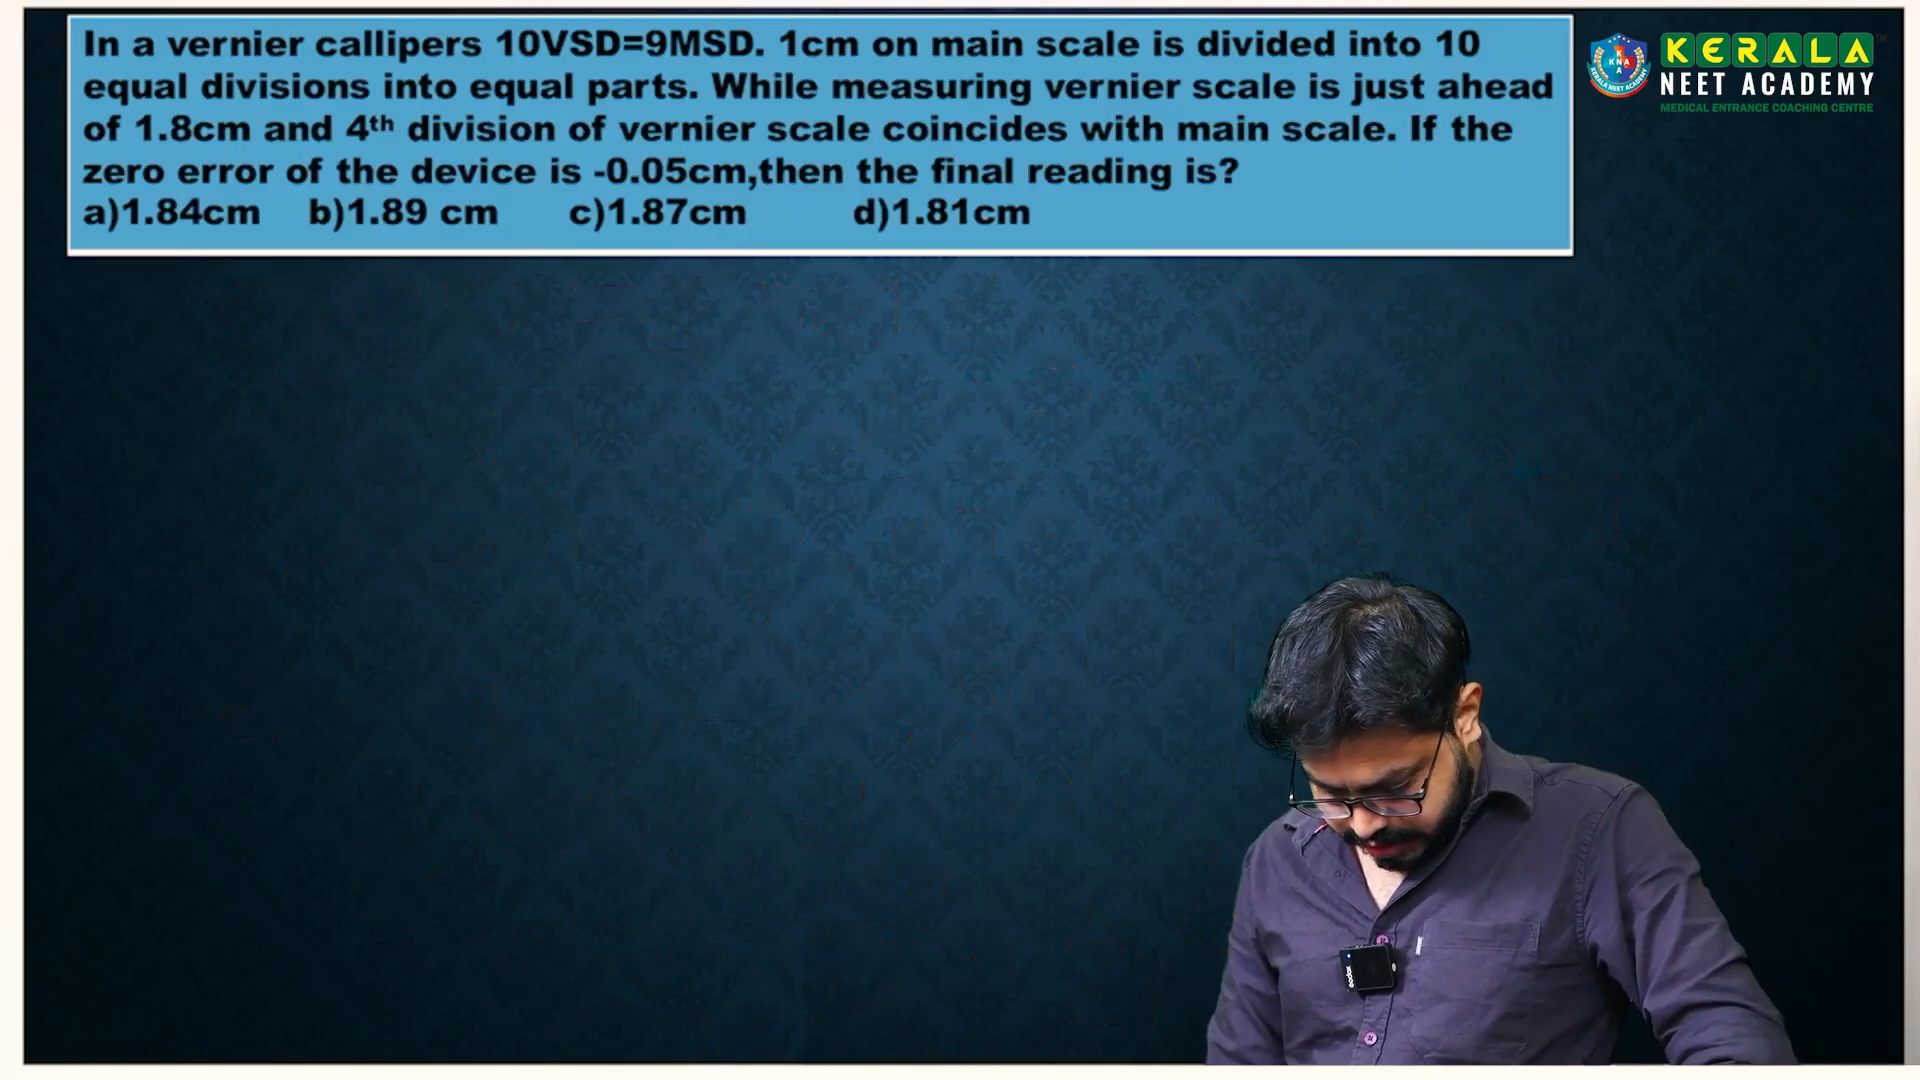 In a vernier callipers 10VSD=9MSD. 1cm on main scale is divided into 10
equal divisions into equal parts. While measuring vernier scale is just ahead
of 1.8cm and 4th division of vernier scale coincides with main scale. If the
zero error of the device is -0.05cm,then the final reading is?
a)1.84cm b)1.89 cm c)1.87cm d)1.81cm
KERALA
NEET ACADEMY
MEDICAL ENTRANCE COACHING CENTRE